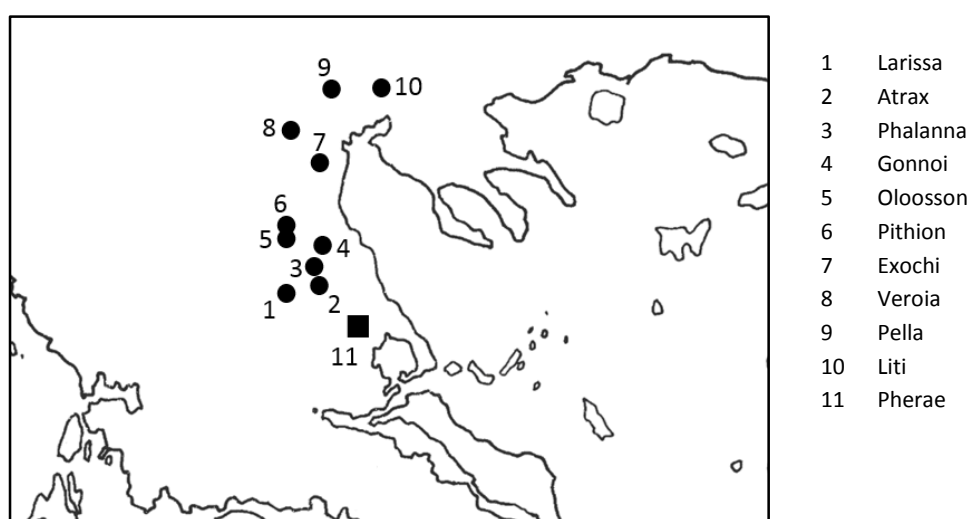 9
10
8
7
6
5
4
3
1
2
11
1 Larissa
2 Atrax
3 Phalanna
4 Gonnoi
5 Oloosson
6 Pithion
7 Exochi
8 Veroia
9 Pella
10 Liti
11 Pherae